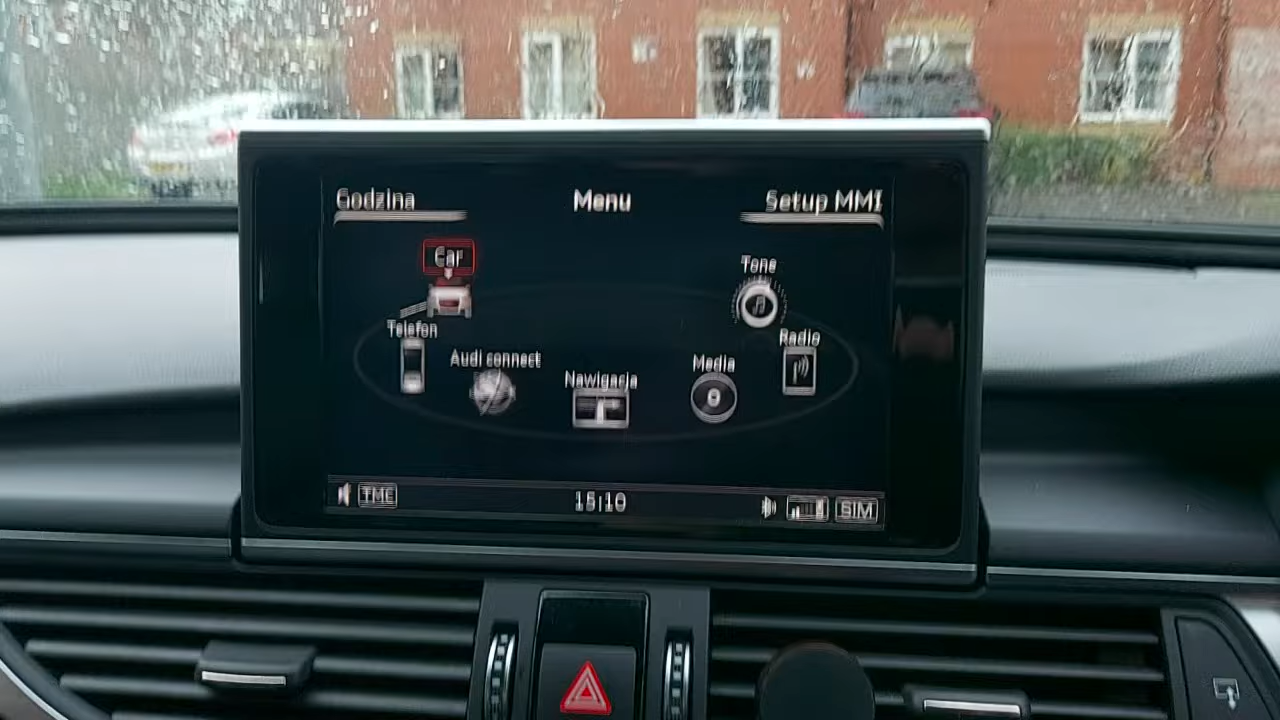 Godzina
Menu
Setup MMI
Car
Tone
Telefon
Radio
Audi connect
Media
Nawigacja
TMC
15:10
SIM